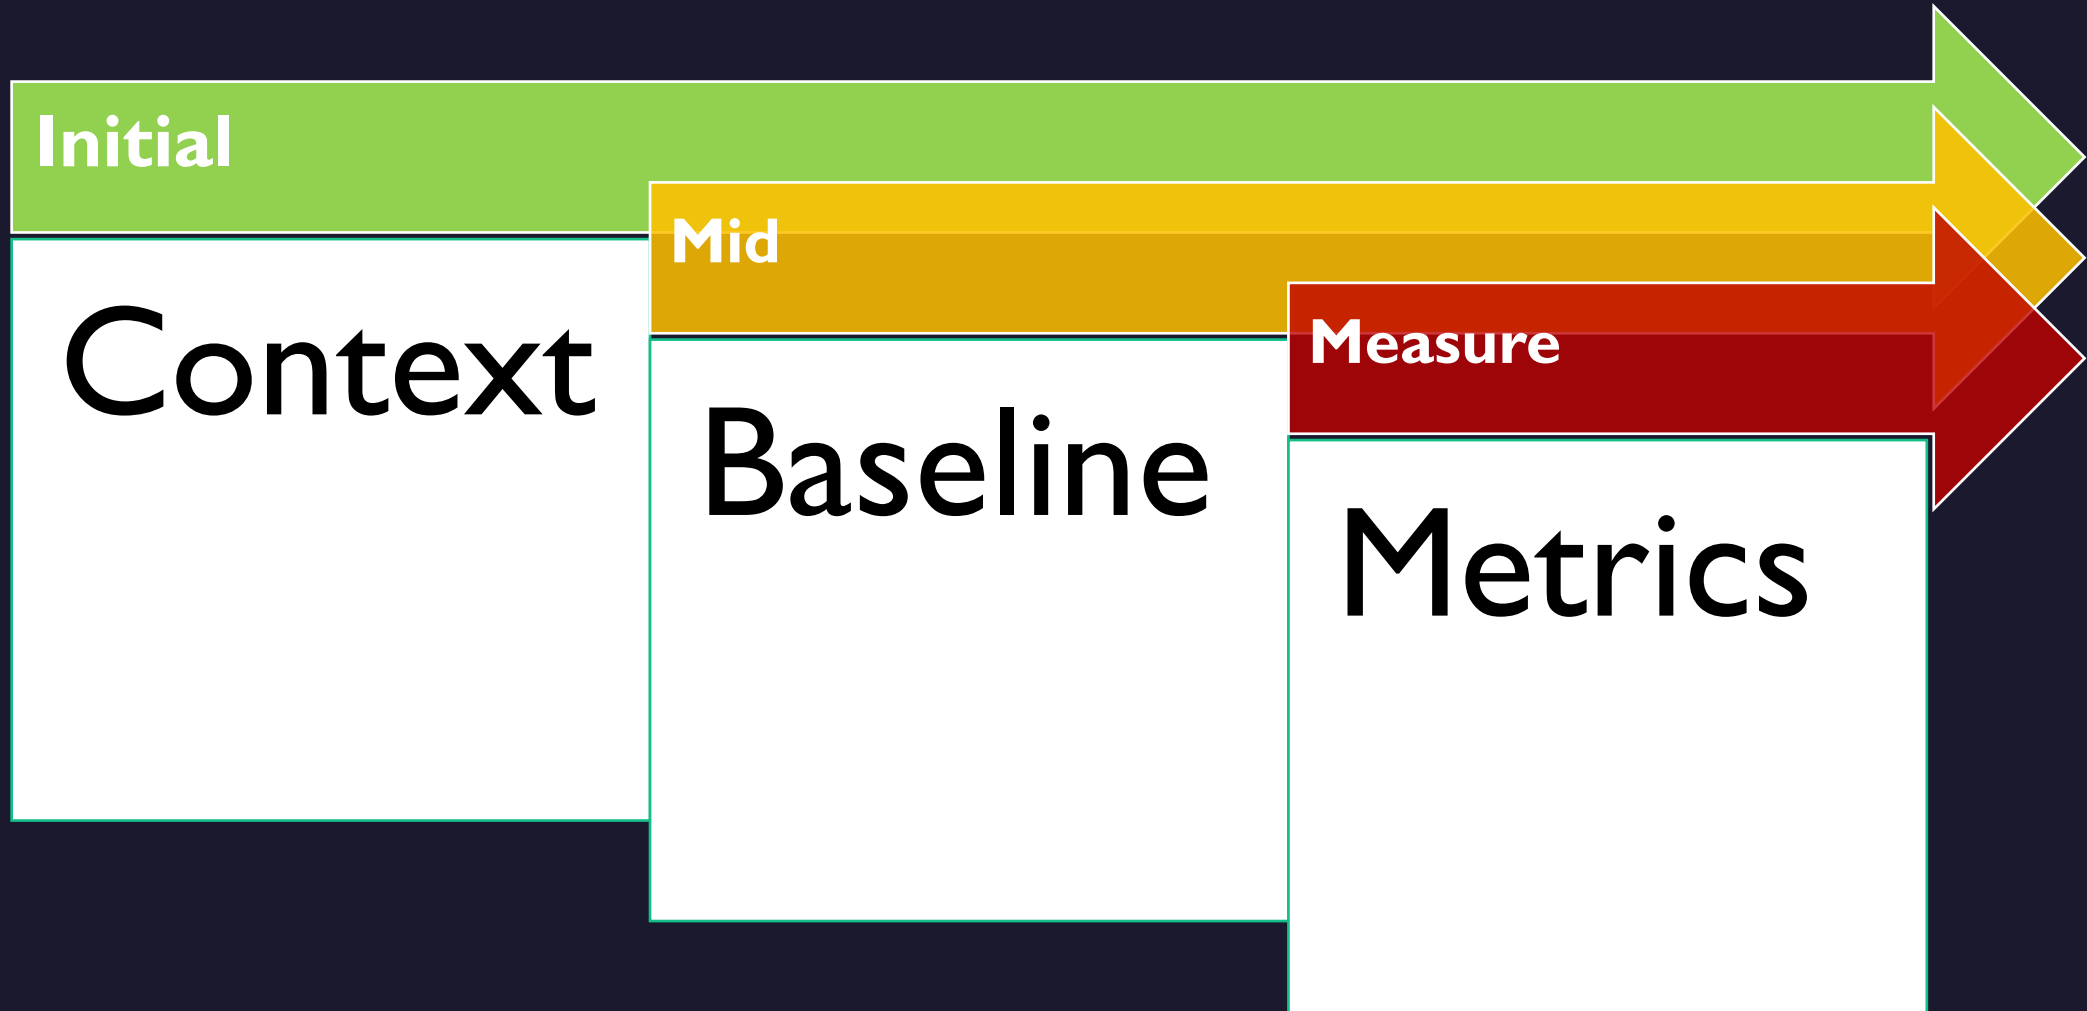 Initial
Context
Mid
Baseline
Measure
Metrics